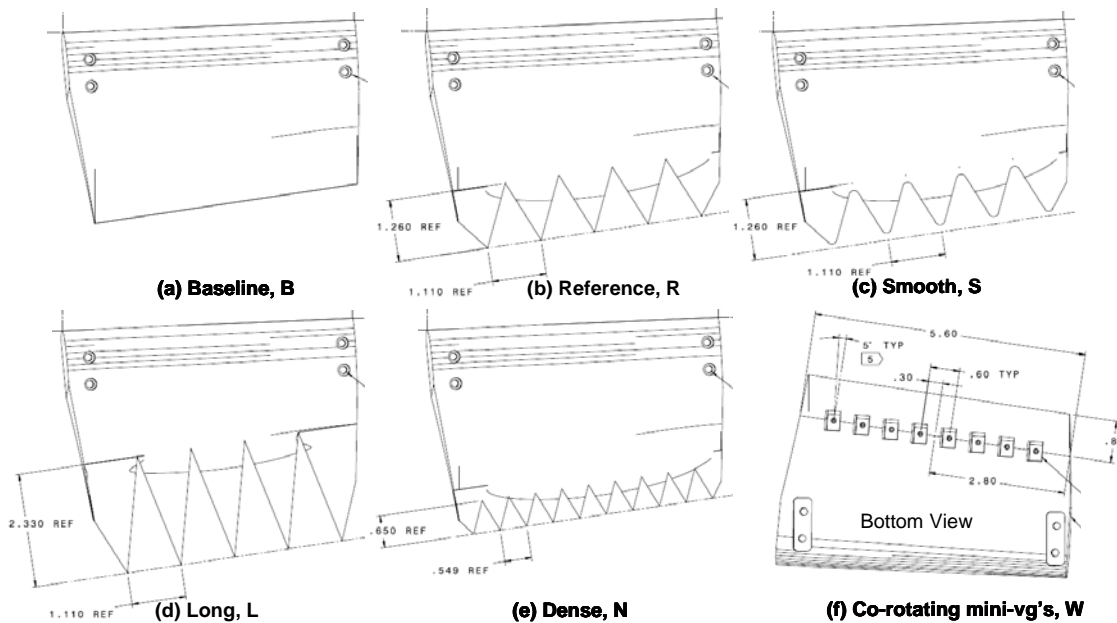 1.260 REF
1.110 REF
1.260 REF
1.110 REF
(a) Baseline, B
(b) Reference, R
(c) Smooth, S
2.330 REF
1.110 REF
.650 REF
.549 REF
5.60
5° TYP
5
.30
.60 TYP
.8
2.80
Bottom View
(d) Long, L
(e) Dense, N
(f) Co-rotating mini-vg's, W